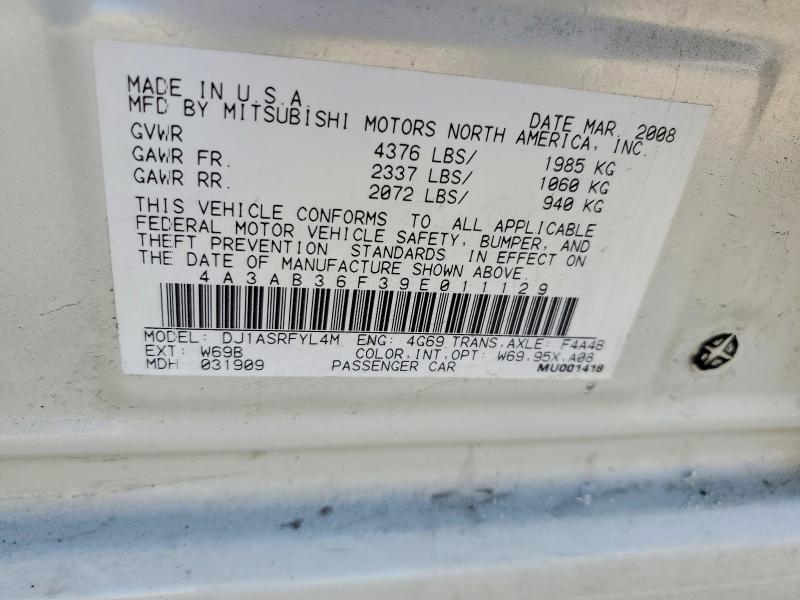 MADE IN U.S.A. DATE MAR. 2008
MFD BY MITSUBISHI MOTORS NORTH AMERICA, INC.
GVWR 4376 LBS/ 1985 KG
GAWR FR. 2337 LBS/ 1060 KG
GAWR RR. 2072 LBS/ 940 KG
THIS VEHICLE CONFORMS TO ALL APPLICABLE
FEDERAL MOTOR VEHICLE SAFETY, BUMPER, AND
THEFT PREVENTION STANDARDS IN EFFECT ON
THE DATE OF MANUFACTURE SHOWN ABOVE.
4A3AB36F39E011129
MODEL: DJ1ASRFYL4M ENG: 4G69 TRANS.AXLE: F4A4B
EXT: W69B COLOR.INT.OPT: W69.95X.A08
MDH 031909 PASSENGER CAR MU001418